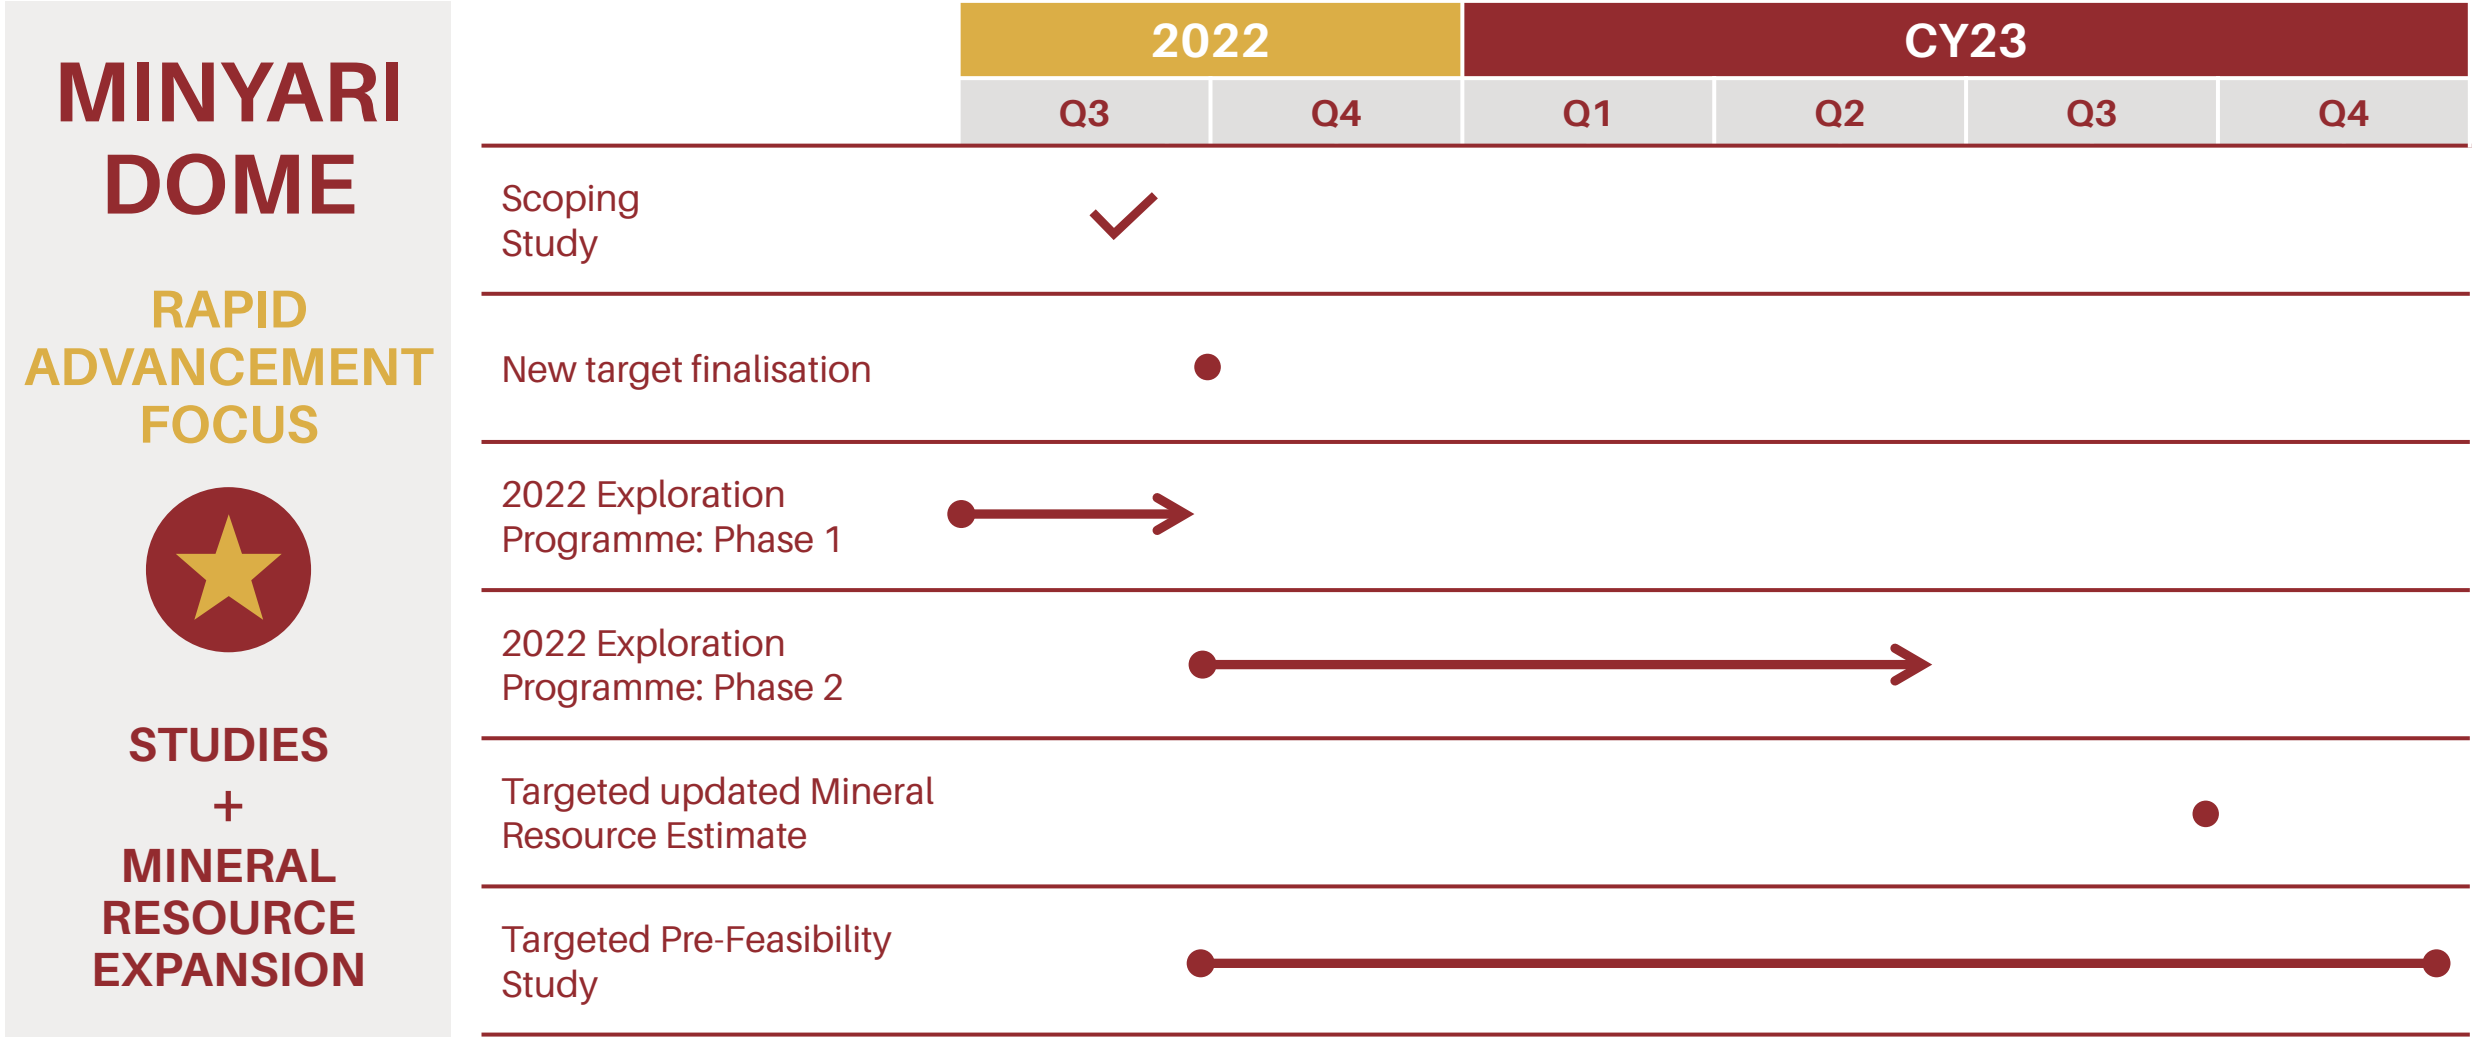 MINYARI
DOME
RAPID
ADVANCEMENT
FOCUS
STUDIES
+
MINERAL
RESOURCE
EXPANSION
2022
CY23
Q3
Q4
Q1
Q2
Q3
Q4
Scoping
Study
New target finalisation
2022 Exploration
Programme: Phase 1
2022 Exploration
Programme: Phase 2
Targeted updated Mineral
Resource Estimate
Targeted Pre-Feasibility
Study